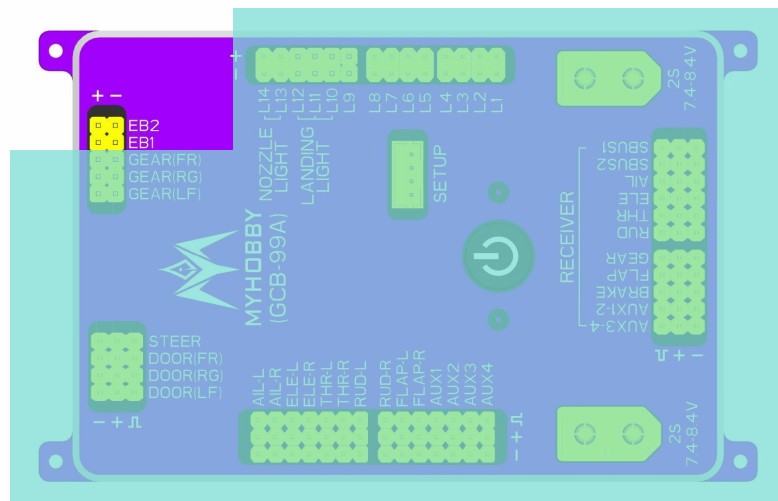 + -
L14
L13
L12
L11
L10
L9
L8
L7
L6
L5
L4
L3
L2
L1
NOZZLE LIGHT
LANDING LIGHT
2S
7.4-8.4V
+ -
EB2
EB1
GEAR(FR)
GEAR(RG)
GEAR(LF)
SETUP
MYHOBBY
(GCB-99A)
RECEIVER
SBUS1
SBUS2
AIL
ELE
THR
RUD
GEAR
FLAP
BRAKE
AUX1-2
AUX3-4
+ -
STEER
DOOR(FR)
DOOR(RG)
DOOR(LF)
- +
AIL-L
AIL-R
ELE-L
ELE-R
THR-L
THR-R
RUD-L
RUD-R
FLAP-L
FLAP-R
AUX1
AUX2
AUX3
AUX4
- +
2S
7.4-8.4V